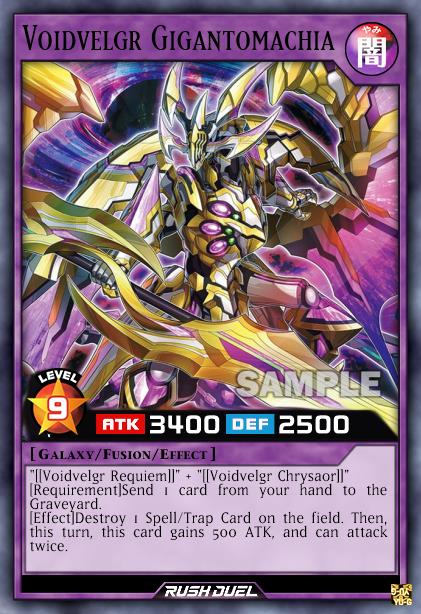 Voidvelgr Gigantomachia
やみ
闇
SAMPLE
LEVEL
9
ATK 3400 DEF 2500
[Galaxy/Fusion/Effect]
"[[Voidvelgr Requiem]]" + "[[Voidvelgr Chrysaor]]"
[Requirement]Send 1 card from your hand to the
Graveyard.
[Effect]Destroy 1 Spell/Trap Card on the field. Then,
this turn, this card gains 500 ATK, and can attack
twice.
RUSH DUEL